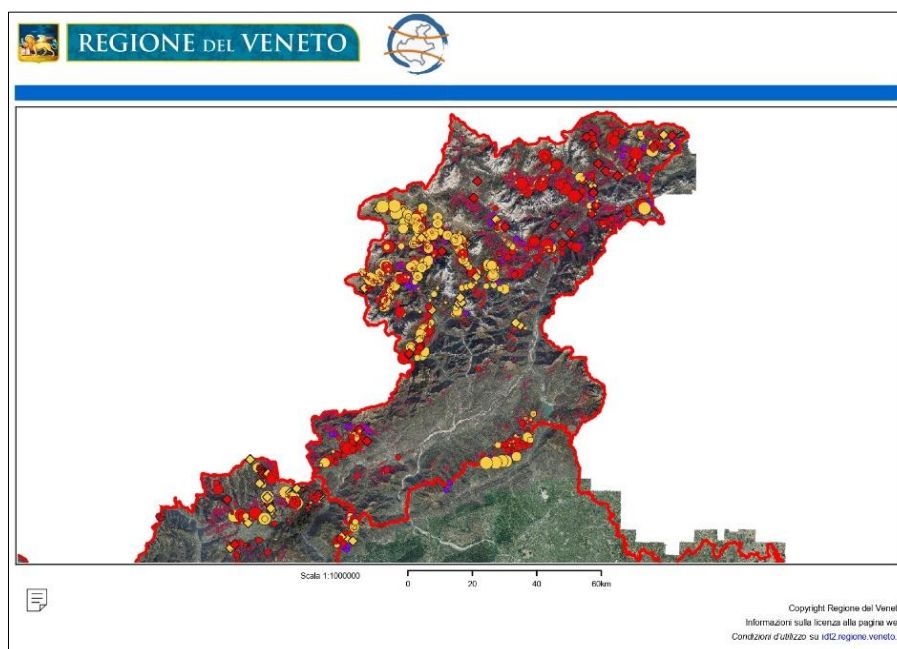 REGIONE DEL VENETO
Scala 1:1000000
0 20 40 60km
Copyright Regione del Venet
Informazioni sulla licenza alla pagina we
Condizioni d'utilizzo su idt2.regione.veneto.